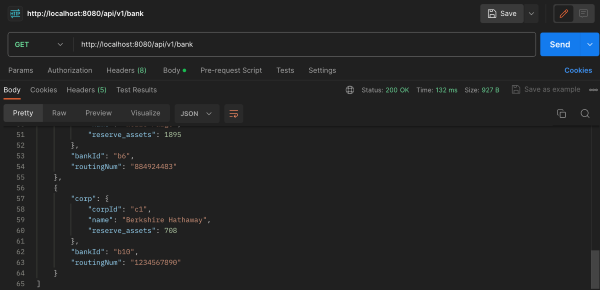 http://localhost:8080/api/v1/bank
Save
GET
http://localhost:8080/api/v1/bank
Send
Params Authorization Headers (8) Body Pre-request Script Tests Settings
Cookies
Body Cookies Headers (5) Test Results
Status: 200 OK Time: 132 ms Size: 927 B
Save as example
Pretty Raw Preview Visualize JSON
51 "reserve_assets": 1895
52 },
53 "bankId": "b6",
54 "routingNum": "884924483"
55 },
56 {
57 "corp": {
58 "corpId": "c1",
59 "name": "Berkshire Hathaway",
60 "reserve_assets": 708
61 },
62 "bankId": "b10",
63 "routingNum": "1234567890"
64 }
65 ]